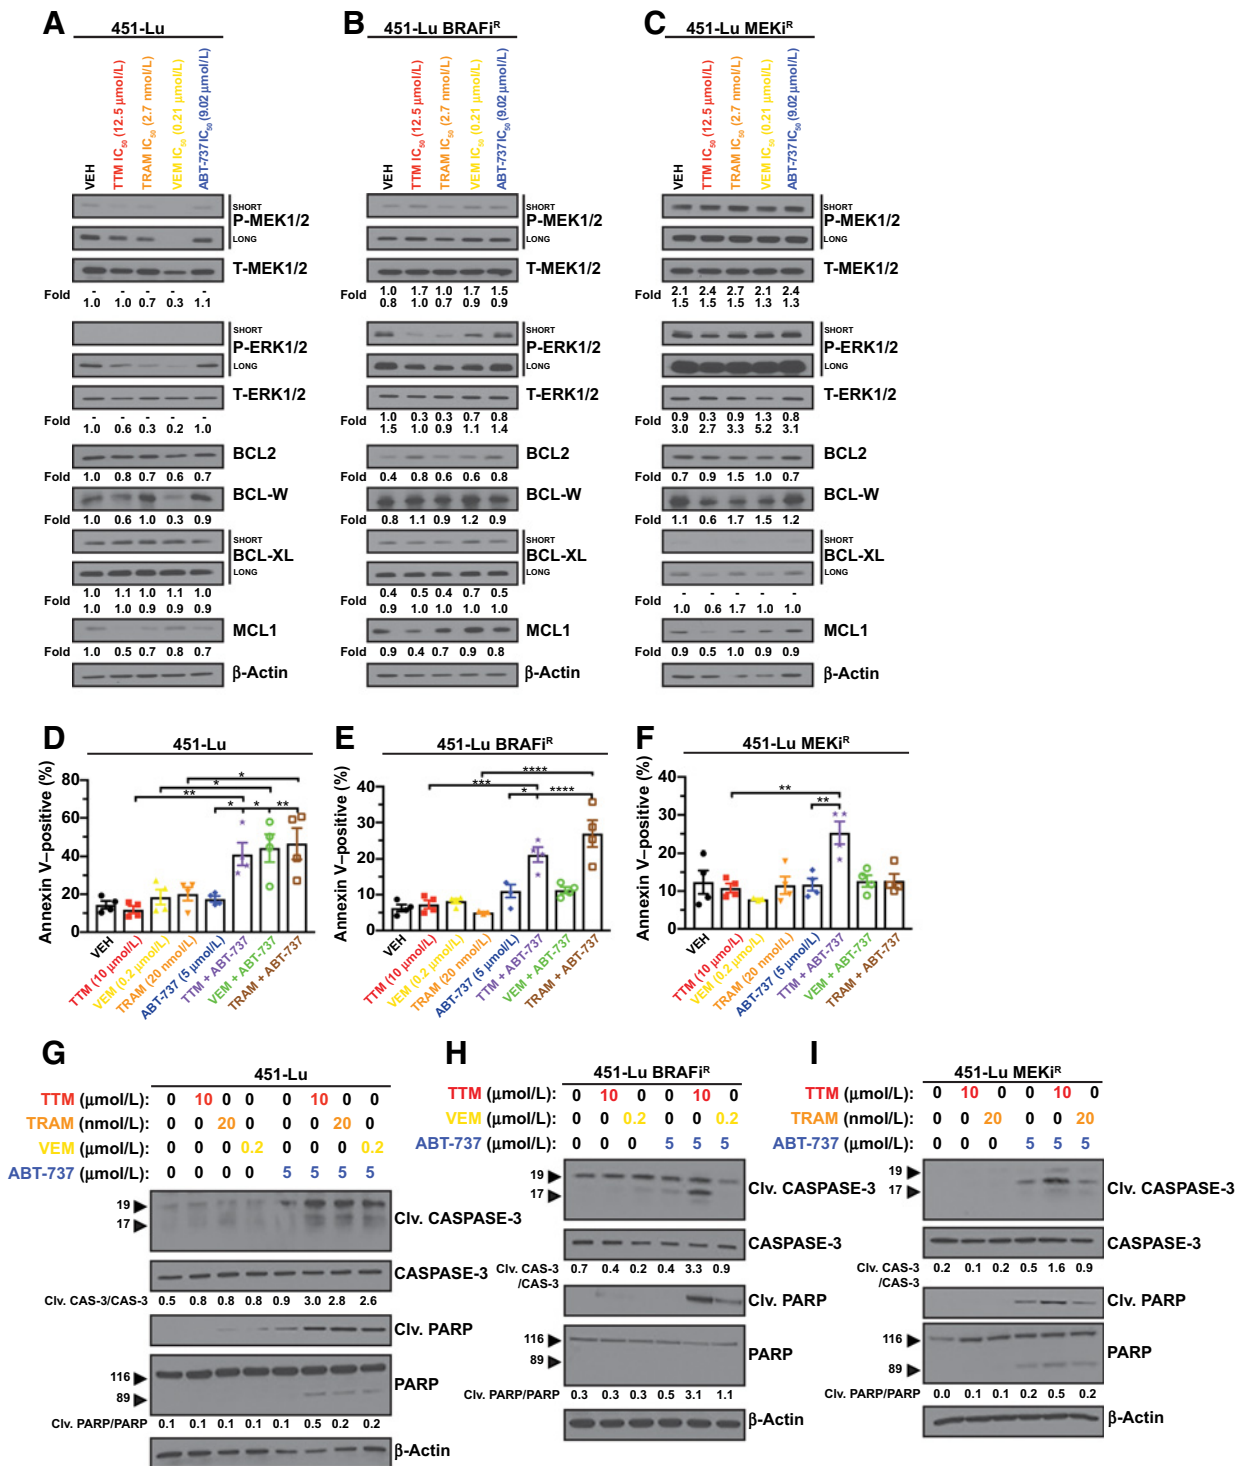 A
451-Lu
VEH
TTM IC50 (12.5 μmol/L)
TRAM IC50 (2.7 nmol/L)
VEM IC50 (0.21 μmol/L)
ABT-737 IC50 (9.02 μmol/L)
SHORT
P-MEK1/2
LONG
T-MEK1/2
- - - - -
Fold 1.0 1.0 0.7 0.3 1.1
SHORT
P-ERK1/2
LONG
T-ERK1/2
- - - - -
Fold 1.0 0.6 0.3 0.2 1.0
BCL2
Fold 1.0 0.8 0.7 0.6 0.7
BCL-W
Fold 1.0 0.6 1.0 0.3 0.9
SHORT
BCL-XL
LONG
1.0 1.1 1.0 1.1 1.0
Fold 1.0 1.0 0.9 0.9 0.9
MCL1
Fold 1.0 0.5 0.7 0.8 0.7
β-Actin
B
451-Lu BRAFiR
VEH
TTM IC50 (12.5 μmol/L)
TRAM IC50 (2.7 nmol/L)
VEM IC50 (0.21 μmol/L)
ABT-737 IC50 (9.02 μmol/L)
SHORT
P-MEK1/2
LONG
T-MEK1/2
1.0 1.7 1.0 1.7 1.5
Fold 0.8 1.0 0.7 0.9 0.9
SHORT
P-ERK1/2
LONG
T-ERK1/2
1.0 0.3 0.3 0.7 0.8
Fold 1.5 1.0 0.9 1.1 1.4
BCL2
Fold 0.4 0.8 0.6 0.6 0.8
BCL-W
Fold 0.8 1.1 0.9 1.2 0.9
SHORT
BCL-XL
LONG
0.4 0.5 0.4 0.7 0.5
Fold 0.9 1.0 1.0 1.0 1.0
MCL1
Fold 0.9 0.4 0.7 0.9 0.8
β-Actin
C
451-Lu MEKiR
VEH
TTM IC50 (12.5 μmol/L)
TRAM IC50 (2.7 nmol/L)
VEM IC50 (0.21 μmol/L)
ABT-737 IC50 (9.02 μmol/L)
SHORT
P-MEK1/2
LONG
T-MEK1/2
2.1 2.4 2.7 2.1 2.4
Fold 1.5 1.5 1.5 1.3 1.3
SHORT
P-ERK1/2
LONG
T-ERK1/2
0.9 0.3 0.9 1.3 0.8
Fold 3.0 2.7 3.3 5.2 3.1
BCL2
Fold 0.7 0.9 1.5 1.0 0.7
BCL-W
Fold 1.1 0.6 1.7 1.5 1.2
SHORT
BCL-XL
LONG
- - - - -
Fold 1.0 0.6 1.7 1.0 1.0
MCL1
Fold 0.9 0.5 1.0 0.9 0.9
β-Actin
D
451-Lu
Annexin V–positive (%)
80
60
40
20
0
*
*
**
* * **
VEH
TTM (10 μmol/L)
VEM (0.2 μmol/L)
TRAM (20 nmol/L)
ABT-737 (5 μmol/L)
TTM + ABT-737
VEM + ABT-737
TRAM + ABT-737
E
451-Lu BRAFiR
Annexin V–positive (%)
40
30
20
10
0
****
***
* ****
VEH
TTM (10 μmol/L)
VEM (0.2 μmol/L)
TRAM (20 nmol/L)
ABT-737 (5 μmol/L)
TTM + ABT-737
VEM + ABT-737
TRAM + ABT-737
F
451-Lu MEKiR
Annexin V–positive (%)
40
30
20
10
0
**
**
VEH
TTM (10 μmol/L)
VEM (0.2 μmol/L)
TRAM (20 nmol/L)
ABT-737 (5 μmol/L)
TTM + ABT-737
VEM + ABT-737
TRAM + ABT-737
G
451-Lu
TTM (μmol/L): 0 10 0 0 0 10 0 0
TRAM (nmol/L): 0 0 20 0 0 0 20 0
VEM (μmol/L): 0 0 0 0.2 0 0 0 0.2
ABT-737 (μmol/L): 0 0 0 0 5 5 5 5
19
17
Clv. CASPASE-3
CASPASE-3
Clv. CAS-3/CAS-3 0.5 0.8 0.8 0.8 0.9 3.0 2.8 2.6
Clv. PARP
116
89
PARP
Clv. PARP/PARP 0.1 0.1 0.1 0.1 0.1 0.5 0.2 0.2
β-Actin
H
451-Lu BRAFiR
TTM (μmol/L): 0 10 0 0 10 0
VEM (μmol/L): 0 0 0.2 0 0 0.2
ABT-737 (μmol/L): 0 0 0 5 5 5
19
17
Clv. CASPASE-3
CASPASE-3
Clv. CAS-3 0.7 0.4 0.2 0.4 3.3 0.9
/CAS-3
Clv. PARP
116
89
PARP
Clv. PARP/PARP 0.3 0.3 0.3 0.5 3.1 1.1
β-Actin
I
451-Lu MEKiR
TTM (μmol/L): 0 10 0 0 10 0
TRAM (nmol/L): 0 0 20 0 0 20
ABT-737 (μmol/L): 0 0 0 5 5 5
19
17
Clv. CASPASE-3
CASPASE-3
Clv. CAS-3 0.2 0.1 0.2 0.5 1.6 0.9
/CAS-3
Clv. PARP
116
89
PARP
Clv. PARP/PARP 0.0 0.1 0.1 0.2 0.5 0.2
β-Actin